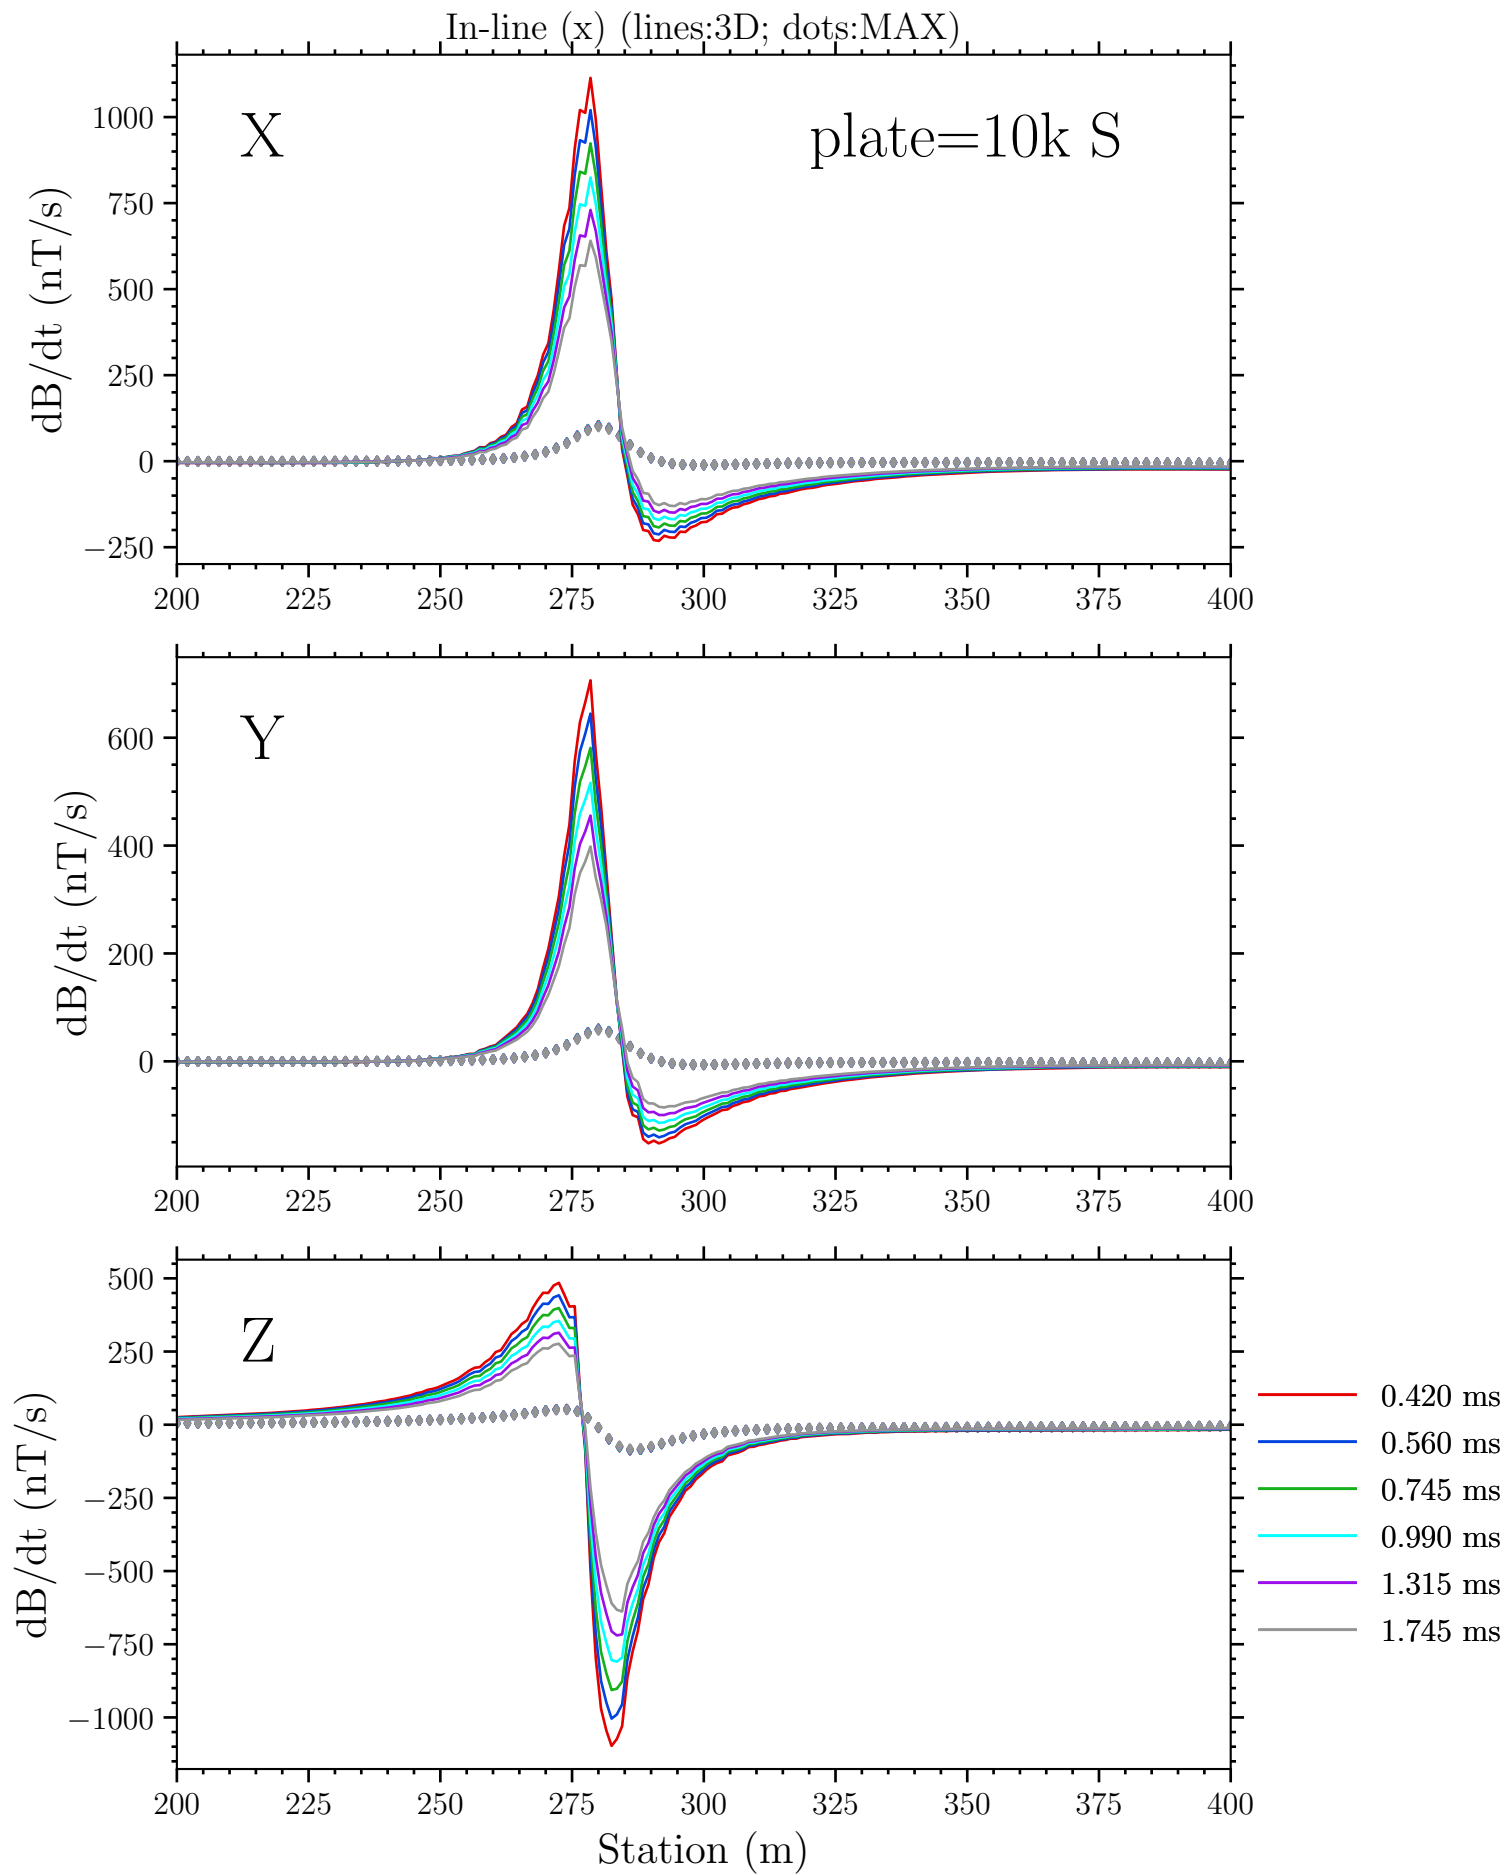 In-line (x) (lines:3D; dots:MAX)
X
plate=10k S
dB/dt (nT/s)
1000
750
500
250
0
−250
200 225 250 275 300 325 350 375 400
Y
dB/dt (nT/s)
600
400
200
0
200 225 250 275 300 325 350 375 400
Z
dB/dt (nT/s)
500
250
0
−250
−500
−750
−1000
200 225 250 275 300 325 350 375 400
Station (m)
0.420 ms
0.560 ms
0.745 ms
0.990 ms
1.315 ms
1.745 ms